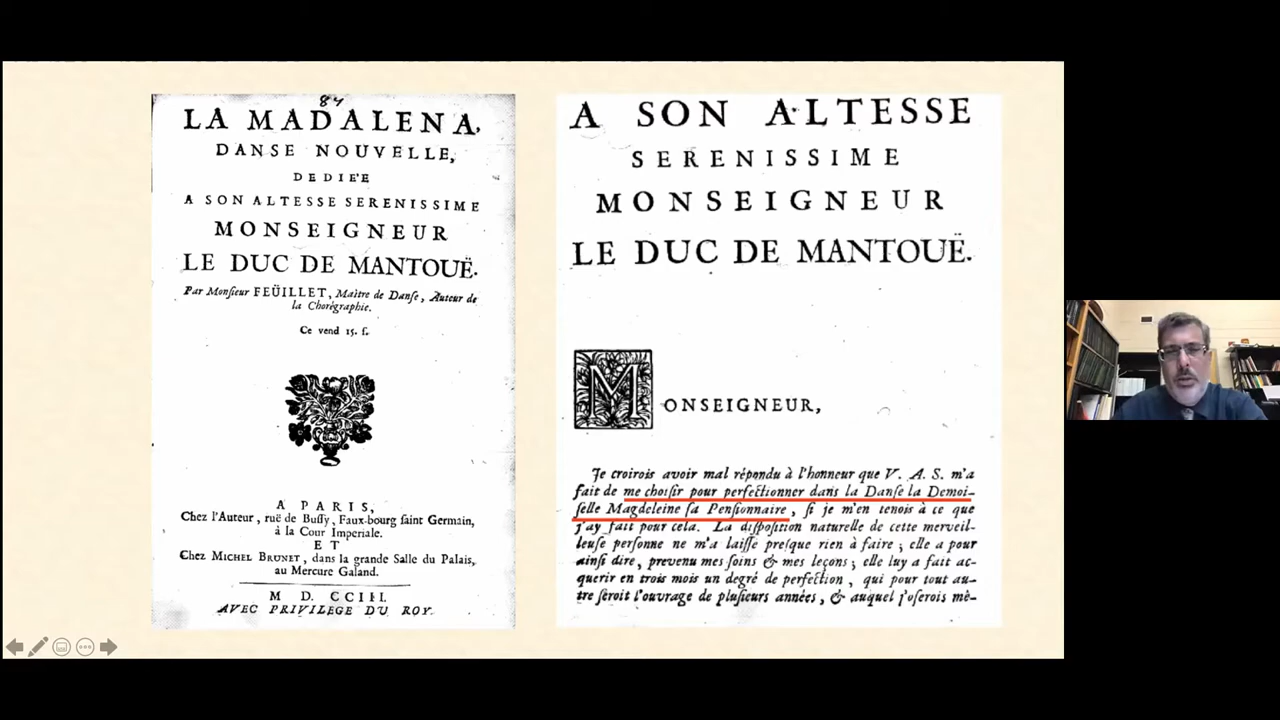 84
LA MADALENA,
DANSE NOUVELLE,
DEDIE'E
A SON ALTESSE SERENISSIME
MONSEIGNEUR
LE DUC DE MANTOUË.
Par Monſieur FEÜILLET, Maître de Danſe, Auteur de
la Chorégraphie.
Ce vend 15. ſ.
A PARIS,
Chez l'Auteur, ruë de Buſſy, Faux-bourg ſaint Germain,
à la Cour Imperiale.
ET
Chez MICHEL BRUNET, dans la grande Salle du Palais,
au Mercure Galand.
M D. CCIII.
AVEC PRIVILEGE DU ROY.
A SON ALTESSE
SERENISSIME
MONSEIGNEUR
LE DUC DE MANTOUË.
MONSEIGNEUR,
Je croirois avoir mal répondu à l'honneur que V. A. S. m'a
fait de me choiſir pour perfectionner dans la Danſe la Demoi-
ſelle Magdeleine ſa Penſionnaire, ſi je m'en tenois à ce que
j'ay fait pour cela. La diſpoſition naturelle de cette merveil-
leuſe perſonne ne m'a laiſſé preſque rien à faire ; elle a pour
ainſi dire, prevenu mes ſoins & mes leçons ; elle luy a fait ac-
querir en trois mois un degré de perfection, qui pour tout au-
tre ſeroit l'ouvrage de pluſieurs années, & auquel j'oſerois mê-